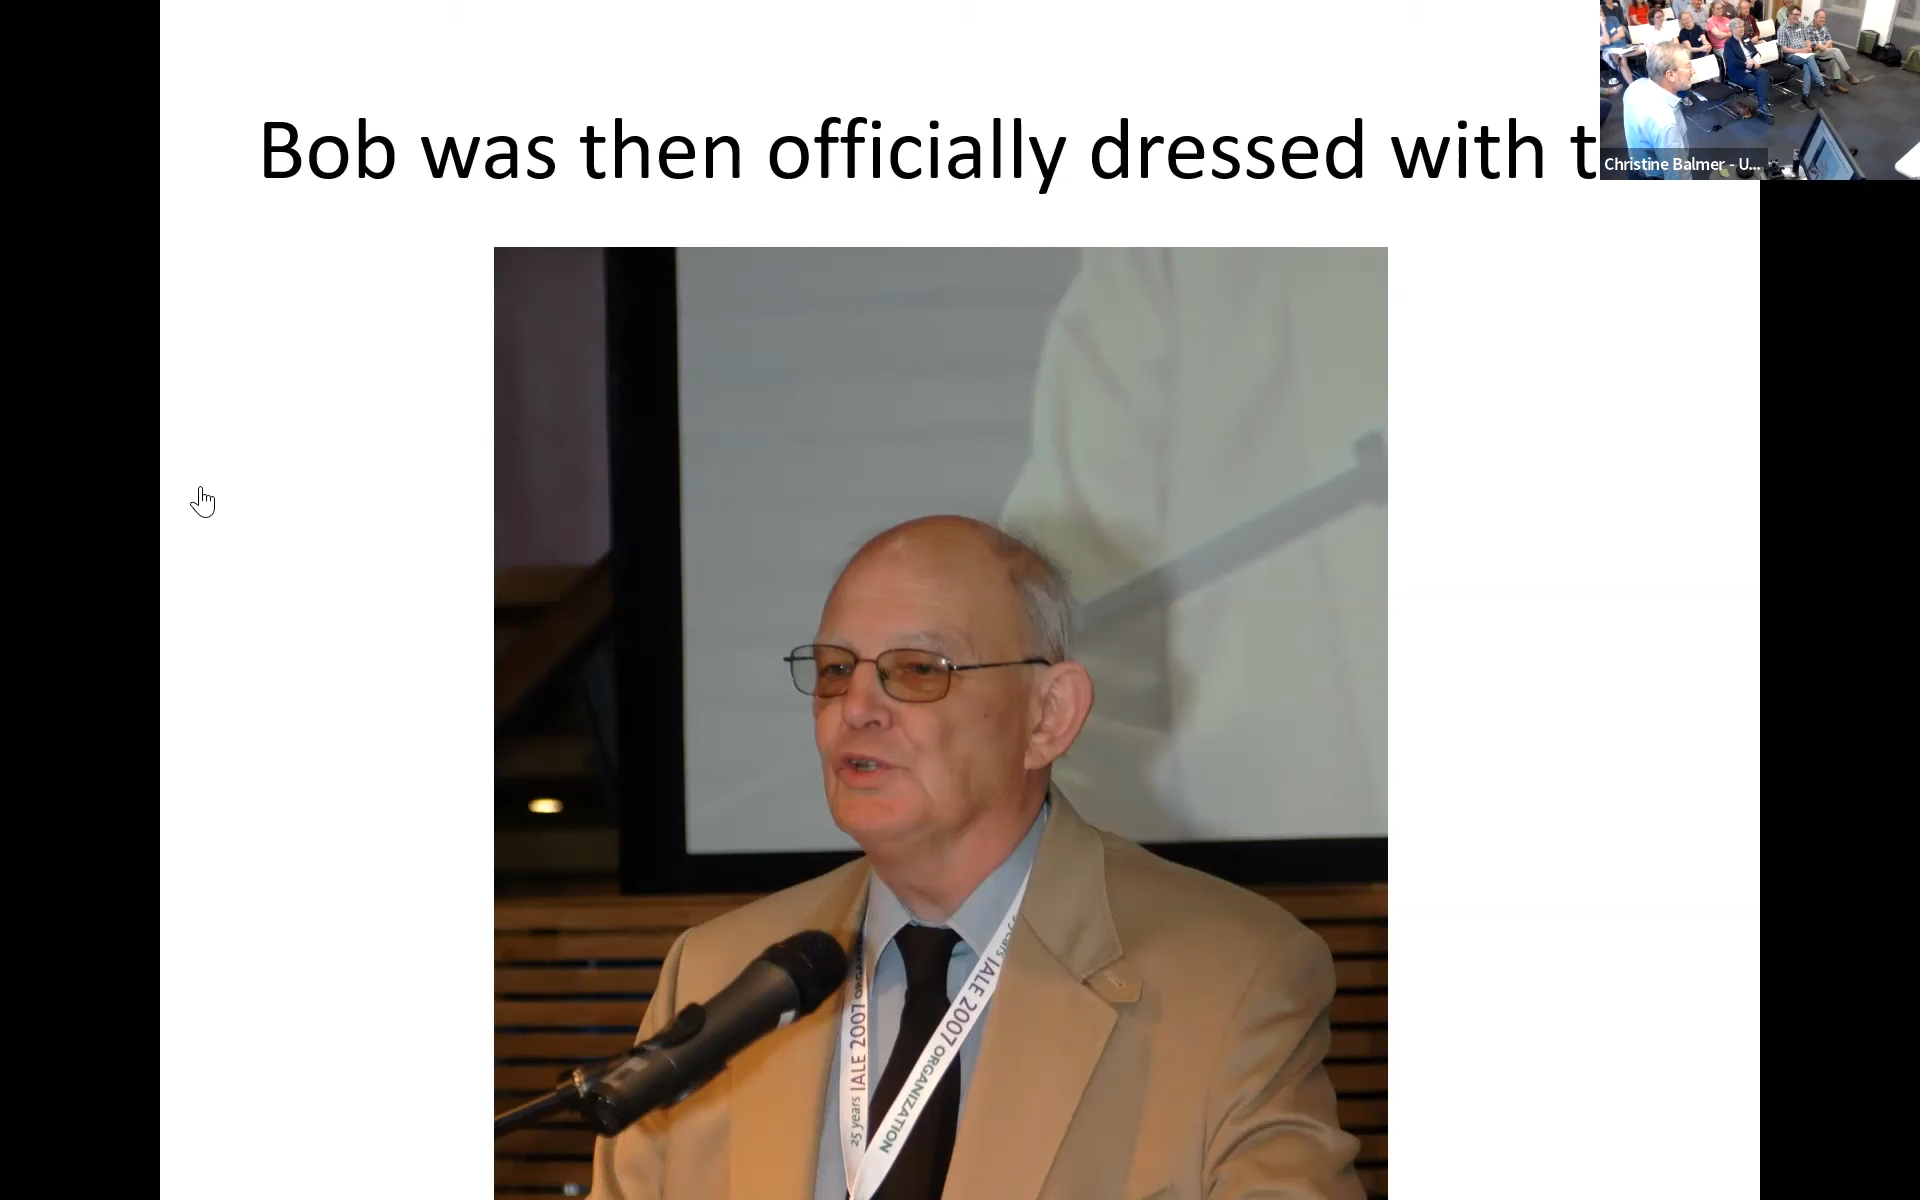 Bob was then officially dressed with t
Christine Balmer - U...
25 years IALE 2007
IALE 2007 ORGANIZATION